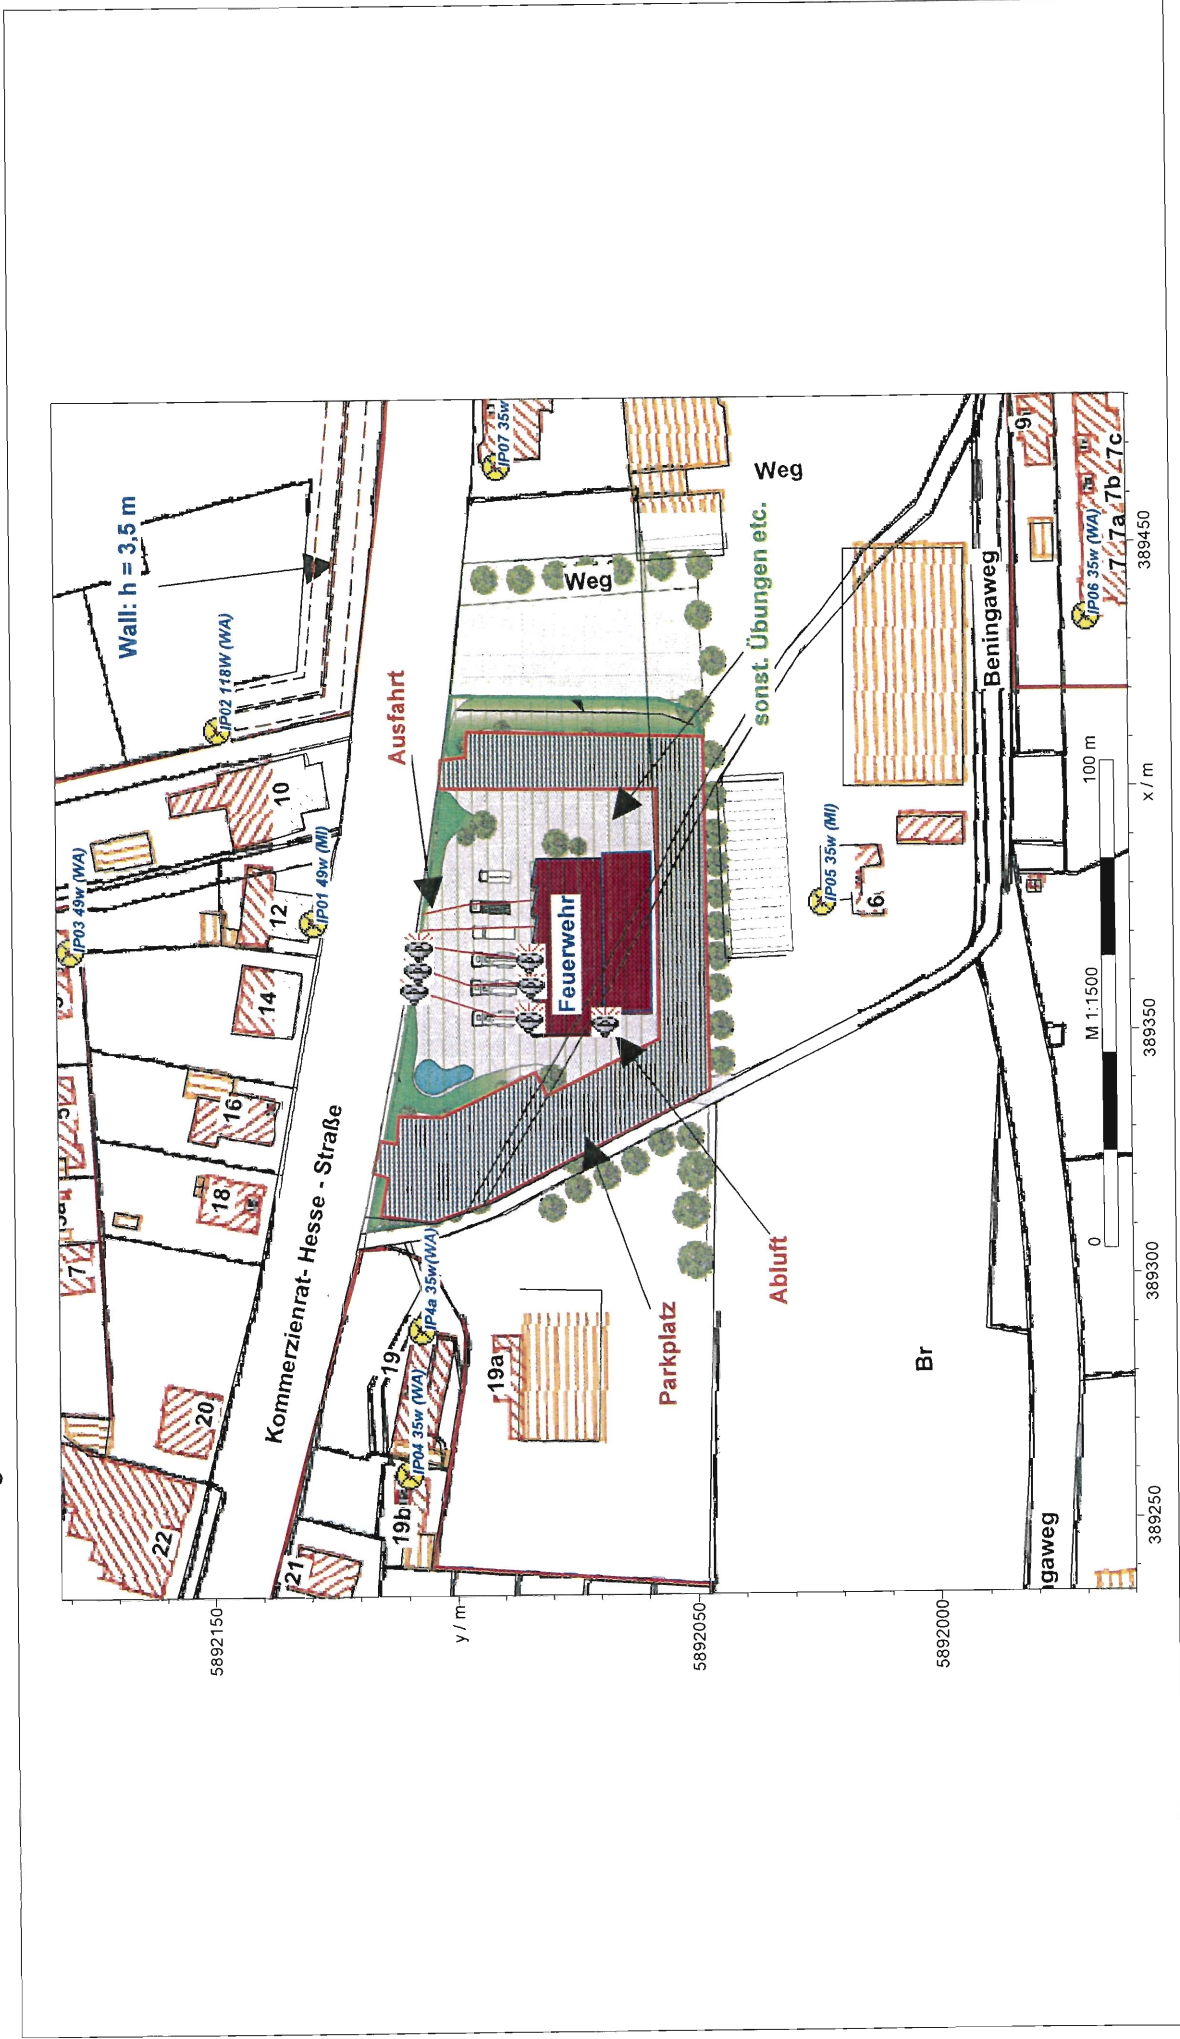 Wall: h = 3,5 m
IP02 118W (WA)
IP03 49w (WA)
IP01 49w (MI)
10
12
14
16
18
20
22
5
7
Kommerzienrat- Hesse - Straße
Ausfahrt
IP07 35w
Weg
Weg
sonst. Übungen etc.
Feuerwehr
Abluft
Parkplatz
IP4a 35w(WA)
IP04 35w (WA)
19
19a
19b
21
IP05 35w (MI)
6
Beningaweg
9
IP06 35w (WA)
7
7a
7b
7c
Br
gaweg
M 1:1500
0
100 m
5892150
y / m
5892050
5892000
389250
389300
389350
x / m
389450